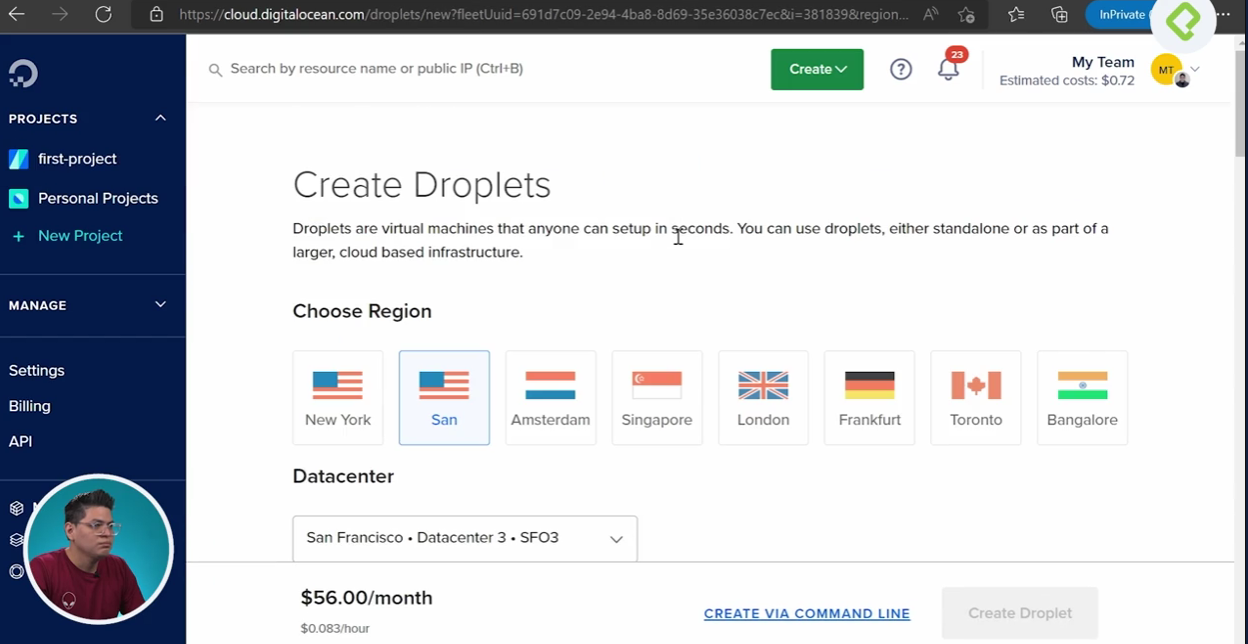 https://cloud.digitalocean.com/droplets/new?fleetUuid=691d7c09-2e94-4ba8-8d69-35e36038c7ec&i=381839&region...
InPrivate
Search by resource name or public IP (Ctrl+B)
Create
23
My Team
Estimated costs: $0.72
MT
PROJECTS
first-project
Personal Projects
+ New Project
MANAGE
Settings
Billing
API
Create Droplets
Droplets are virtual machines that anyone can setup in seconds. You can use droplets, either standalone or as part of a
larger, cloud based infrastructure.
Choose Region
New York
San
Amsterdam
Singapore
London
Frankfurt
Toronto
Bangalore
Datacenter
San Francisco • Datacenter 3 • SFO3
$56.00/month
$0.083/hour
CREATE VIA COMMAND LINE
Create Droplet